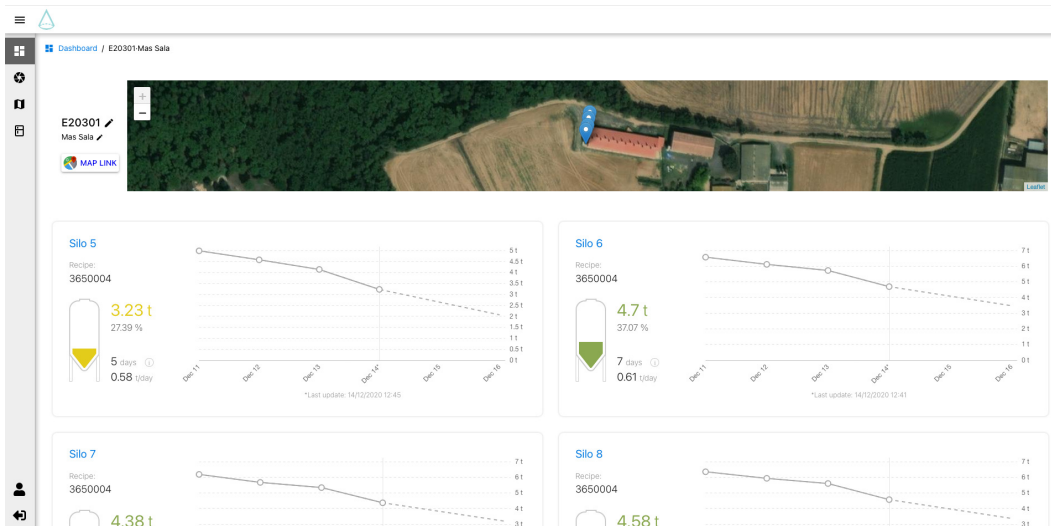 Dashboard / E20301-Mas Sala
E20301
Mas Sala
MAP LINK
+
−
Leaflet
Silo 5
Recipe:
3650004
3.23 t
27.39 %
5 days
0.58 t/day
5 t
4.5 t
4 t
3.5 t
3 t
2.5 t
2 t
1.5 t
1 t
0.5 t
0 t
Dec 11
Dec 12
Dec 13
Dec 14*
Dec 15
Dec 16
*Last update: 14/12/2020 12:45
Silo 6
Recipe:
3650004
4.7 t
37.07 %
7 days
0.61 t/day
7 t
6 t
5 t
4 t
3 t
2 t
1 t
0 t
Dec 11
Dec 12
Dec 13
Dec 14*
Dec 15
Dec 16
*Last update: 14/12/2020 12:41
Silo 7
Recipe:
3650004
4.38 t
7 t
6 t
5 t
4 t
3 t
Silo 8
Recipe:
3650004
4.58 t
7 t
6 t
5 t
4 t
3 t